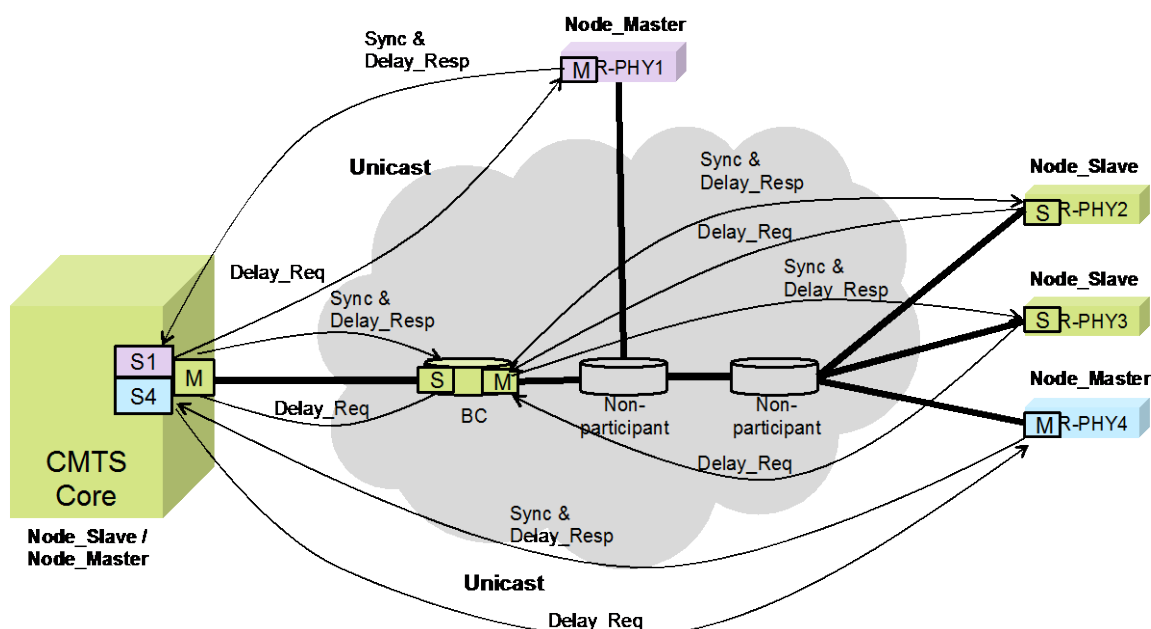 Node_Master
Sync &
Delay_Resp
M
R-PHY1
Unicast
Sync &
Delay_Resp
Node_Slave
S
R-PHY2
Delay_Req
Delay_Req
Sync &
Delay_Resp
Node_Slave
Sync &
Delay_Resp
S
R-PHY3
S1
M
S4
S
M
BC
Non-
participant
Non-
participant
Node_Master
M
R-PHY4
Delay_Req
Delay_Req
CMTS
Core
Node_Slave /
Node_Master
Sync &
Delay_Resp
Unicast
Delay_Req